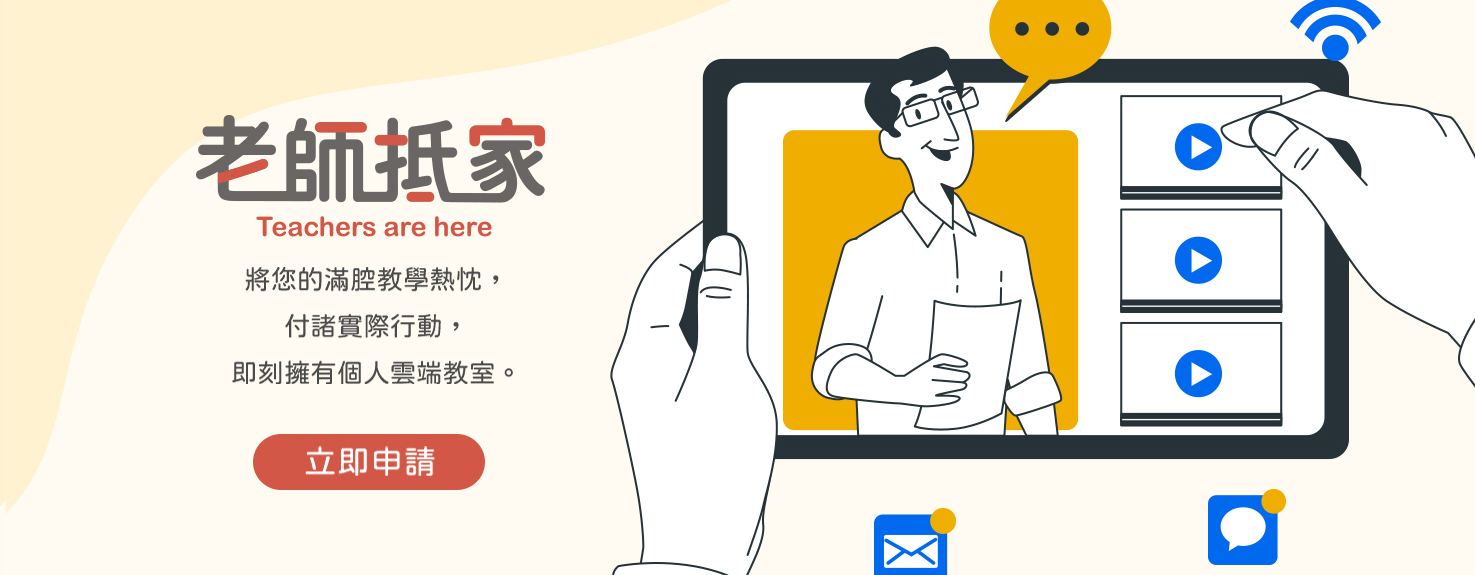 老師抵家
Teachers are here
將您的滿腔教學熱忱，
付諸實際行動，
即刻擁有個人雲端教室。
立即申請